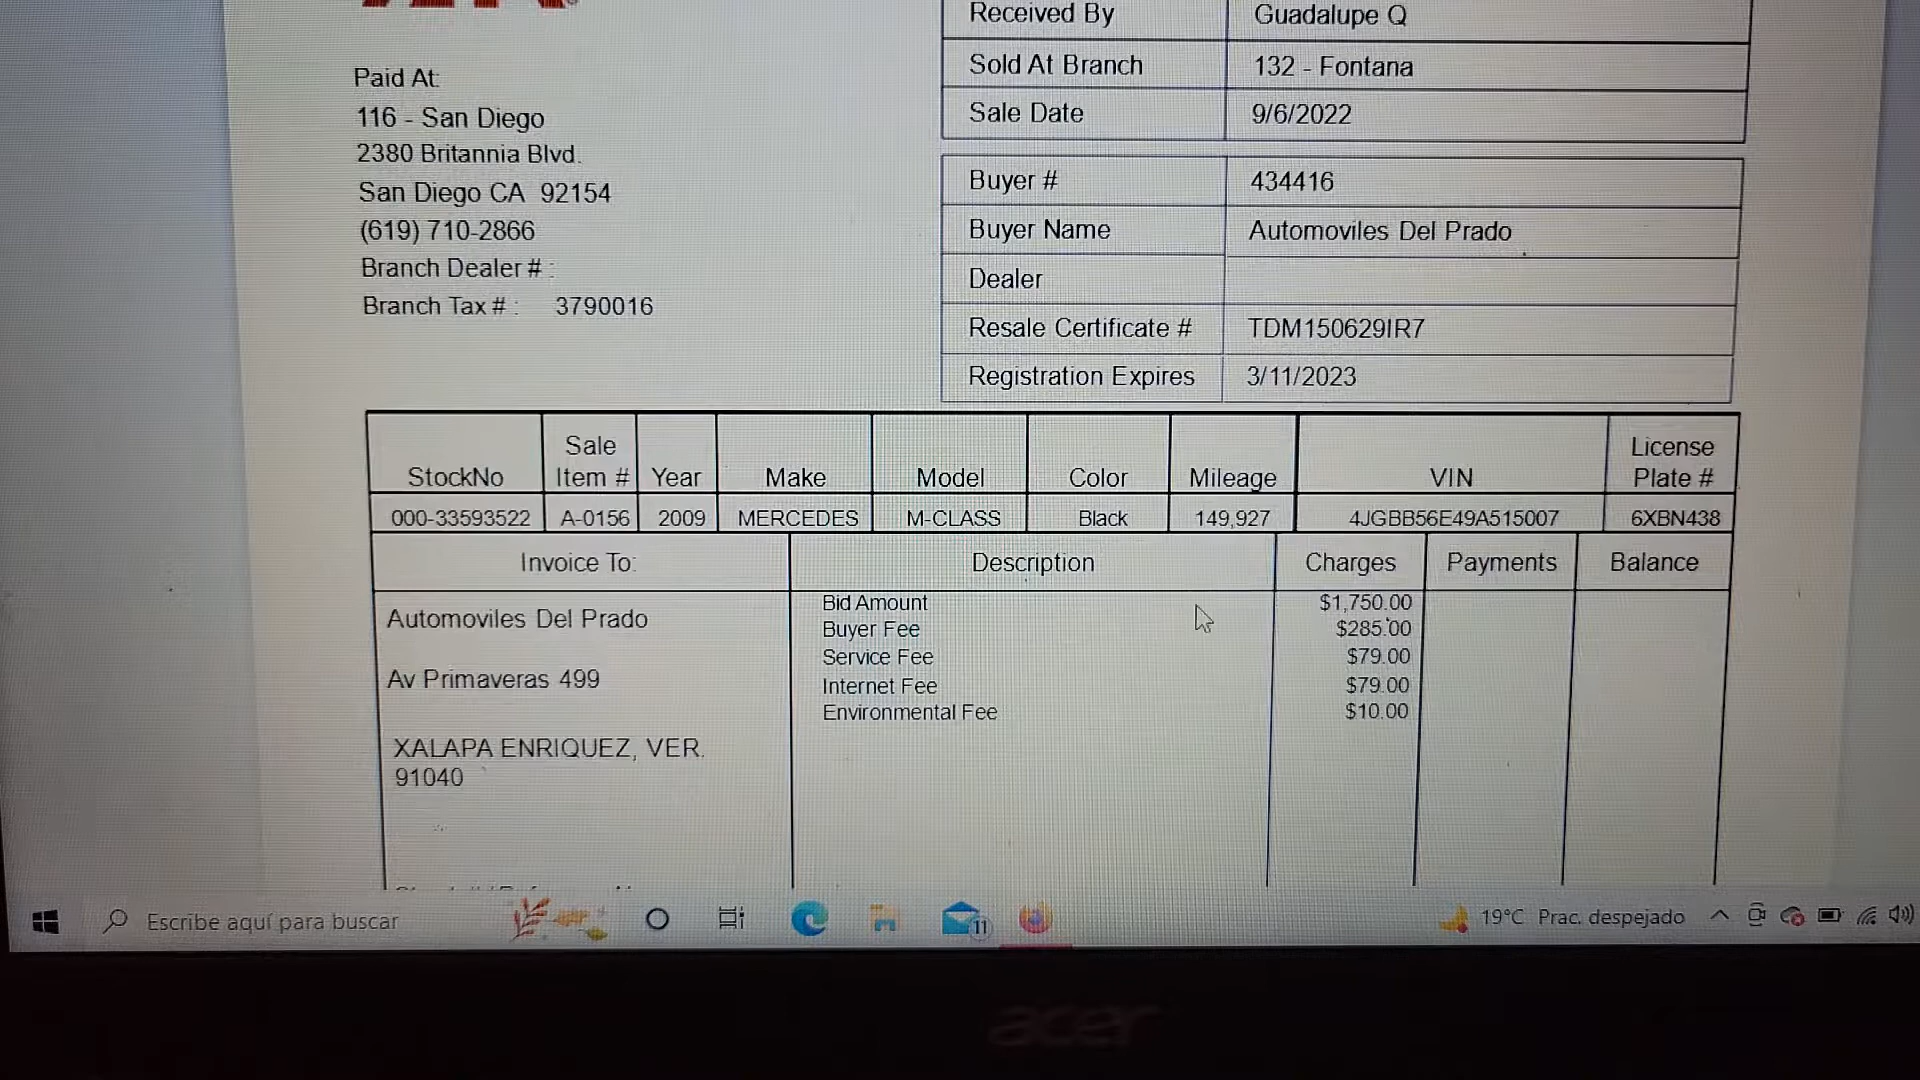 Received By Guadalupe Q
Sold At Branch 132 - Fontana
Sale Date 9/6/2022
Paid At:
116 - San Diego
2380 Britannia Blvd.
San Diego CA 92154
(619) 710-2866
Branch Dealer # :
Branch Tax # : 3790016
Buyer # 434416
Buyer Name Automoviles Del Prado
Dealer
Resale Certificate # TDM150629IR7
Registration Expires 3/11/2023
StockNo Sale Item # Year Make Model Color Mileage VIN License Plate #
000-33593522 A-0156 2009 MERCEDES M-CLASS Black 149,927 4JGBB56E49A515007 6XBN438
Invoice To: Description Charges Payments Balance
Automoviles Del Prado
Av Primaveras 499
XALAPA ENRIQUEZ, VER.
91040
Bid Amount $1,750.00
Buyer Fee $285.00
Service Fee $79.00
Internet Fee $79.00
Environmental Fee $10.00
Escribe aquí para buscar
11
19°C Prac. despejado
acer